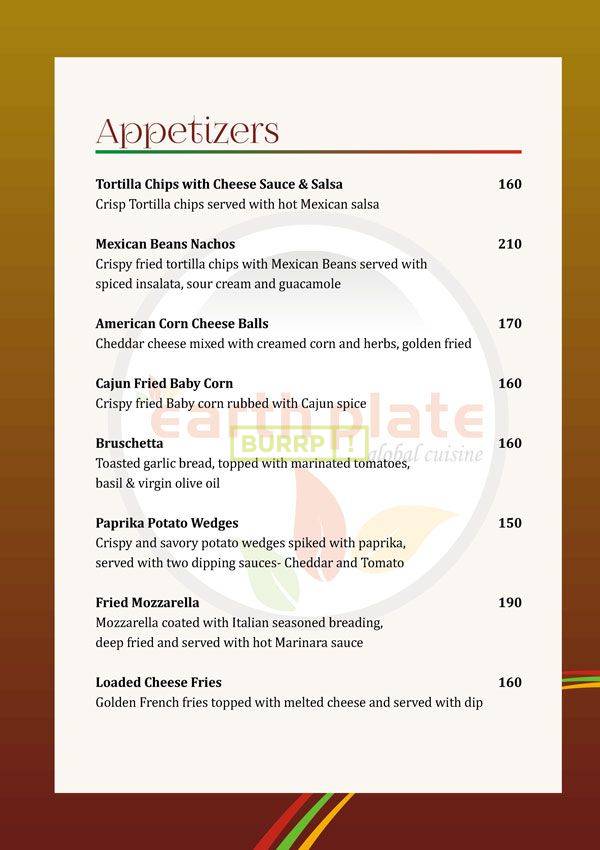 Appetizers
Tortilla Chips with Cheese Sauce & Salsa 160
Crisp Tortilla chips served with hot Mexican salsa
Mexican Beans Nachos 210
Crispy fried tortilla chips with Mexican Beans served with
spiced insalata, sour cream and guacamole
American Corn Cheese Balls 170
Cheddar cheese mixed with creamed corn and herbs, golden fried
Cajun Fried Baby Corn 160
Crispy fried Baby corn rubbed with Cajun spice
earth plate
BURRP!
global cuisine
Bruschetta 160
Toasted garlic bread, topped with marinated tomatoes,
basil & virgin olive oil
Paprika Potato Wedges 150
Crispy and savory potato wedges spiked with paprika,
served with two dipping sauces- Cheddar and Tomato
Fried Mozzarella 190
Mozzarella coated with Italian seasoned breading,
deep fried and served with hot Marinara sauce
Loaded Cheese Fries 160
Golden French fries topped with melted cheese and served with dip